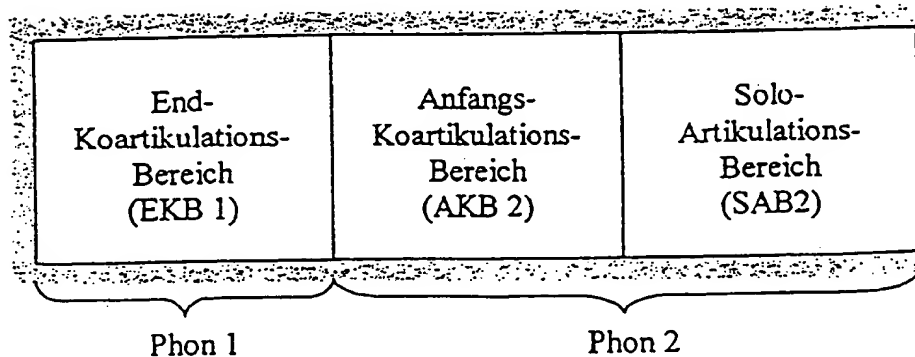 End-
Koartikulations-
Bereich
(EKB 1)
Anfangs-
Koartikulations-
Bereich
(AKB 2)
Solo-
Artikulations-
Bereich
(SAB2)
Phon 1
Phon 2